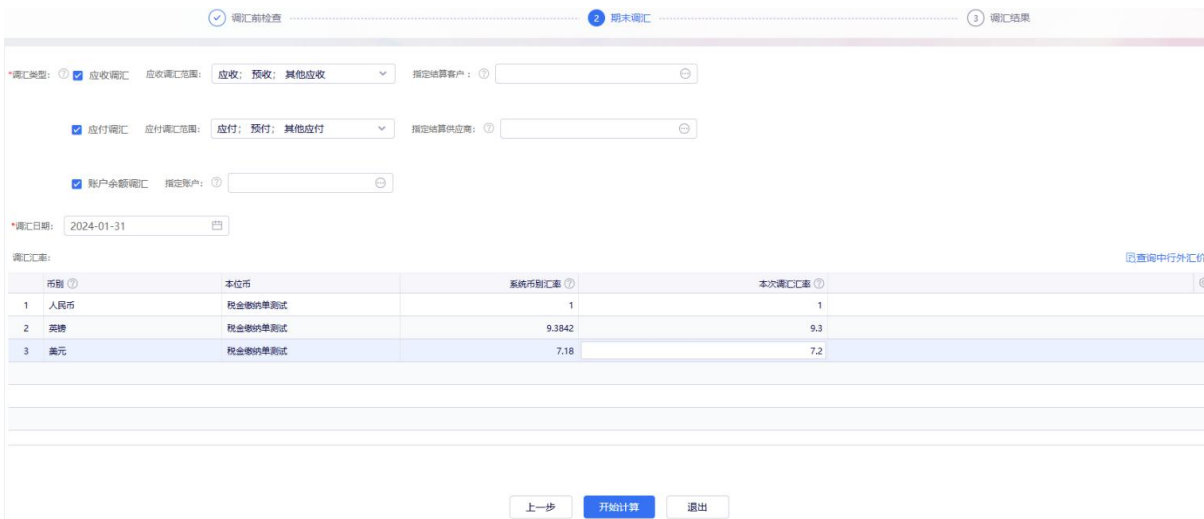 调汇前检查 2 期末调汇 3 调汇结果
*调汇类型: ? 应收调汇 应收调汇范围: 应收; 预收; 其他应收 指定结算客户: ?
应付调汇 应付调汇范围: 应付; 预付; 其他应付 指定结算供应商: ?
账户余额调汇 指定账户: ?
*调汇日期: 2024-01-31
调汇汇率: 查询中行外汇价
币别 ? 本位币 系统币别汇率 ? 本次调汇汇率 ?
1 人民币 税金缴纳单测试 1 1
2 英镑 税金缴纳单测试 9.3842 9.3
3 美元 税金缴纳单测试 7.18 7.2
上一步 开始计算 退出